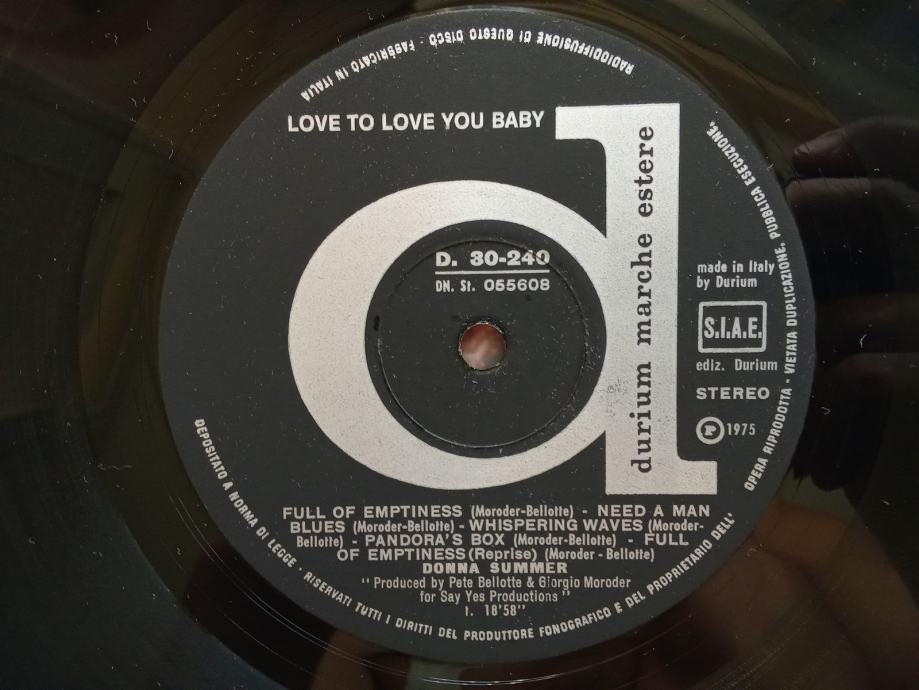 RADIODIFFUSIONE DI QUESTO DISCO - FABBRICATO IN ITALIA
LOVE TO LOVE YOU BABY
d
durium marche estere
D. 30-240
DN. St. 055608
made in Italy
by Durium
S.I.A.E.
ediz. Durium
STEREO
P 1975
FULL OF EMPTINESS (Moroder-Bellotte) - NEED A MAN
BLUES (Moroder-Bellotte) - WHISPERING WAVES (Moroder-
Bellotte) - PANDORA'S BOX (Moroder-Bellotte) - FULL
OF EMPTINESS (Reprise) (Moroder - Bellotte)
DONNA SUMMER
"Produced by Pete Bellotte & Giorgio Moroder
for Say Yes Productions"
t. 18'58"
DEPOSITATO A NORMA DI LEGGE - RISERVATI TUTTI I DIRITTI DEL PRODUTTORE FONOGRAFICO E DEL PROPRIETARIO DELL'
OPERA RIPRODOTTA - VIETATA DUPLICAZIONE, PUBBLICA ESECUZIONE,